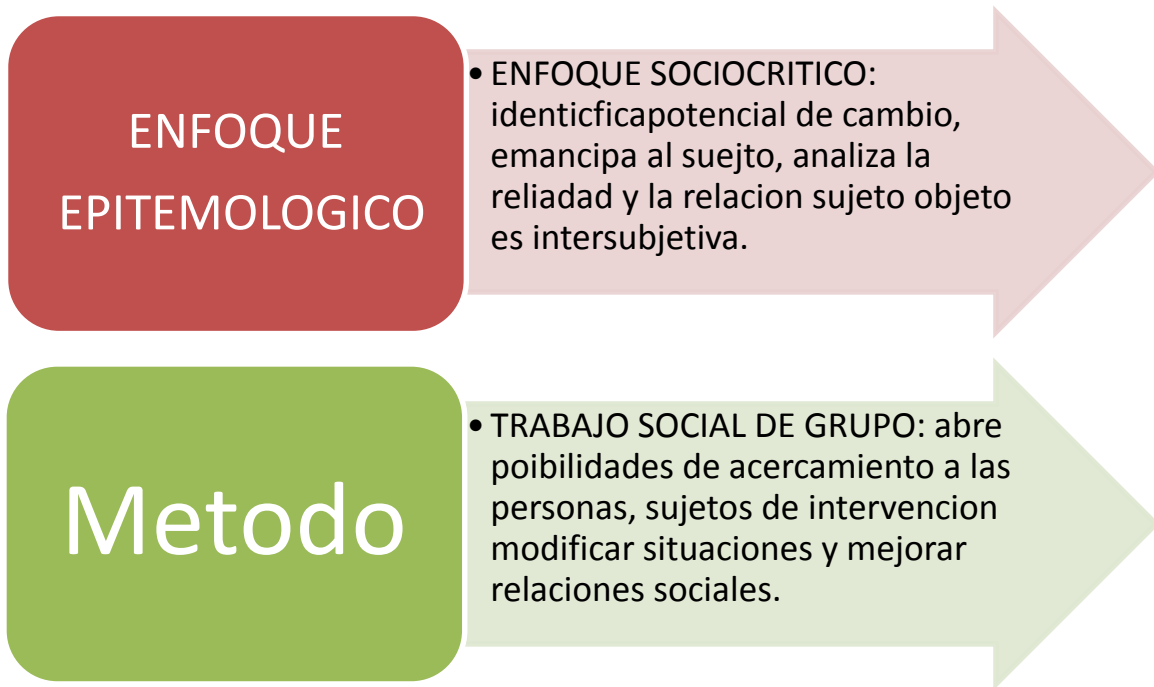 ENFOQUE
EPITEMOLOGICO
• ENFOQUE SOCIOCRITICO:
identicficapotencial de cambio,
emancipa al suejto, analiza la
reliadad y la relacion sujeto objeto
es intersubjetiva.
Metodo
• TRABAJO SOCIAL DE GRUPO: abre
poibilidades de acercamiento a las
personas, sujetos de intervencion
modificar situaciones y mejorar
relaciones sociales.